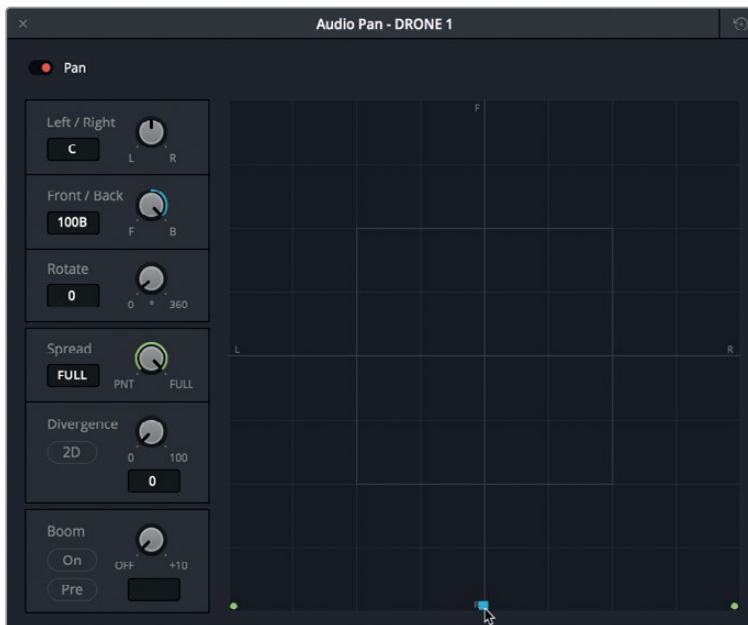 Audio Pan - DRONE 1
Pan
Left / Right
C
L R
Front / Back
100B
F B
Rotate
0
0 360
Spread
FULL
PNT FULL
Divergence
2D
0 100
0
Boom
On
OFF +10
Pre
F
L R